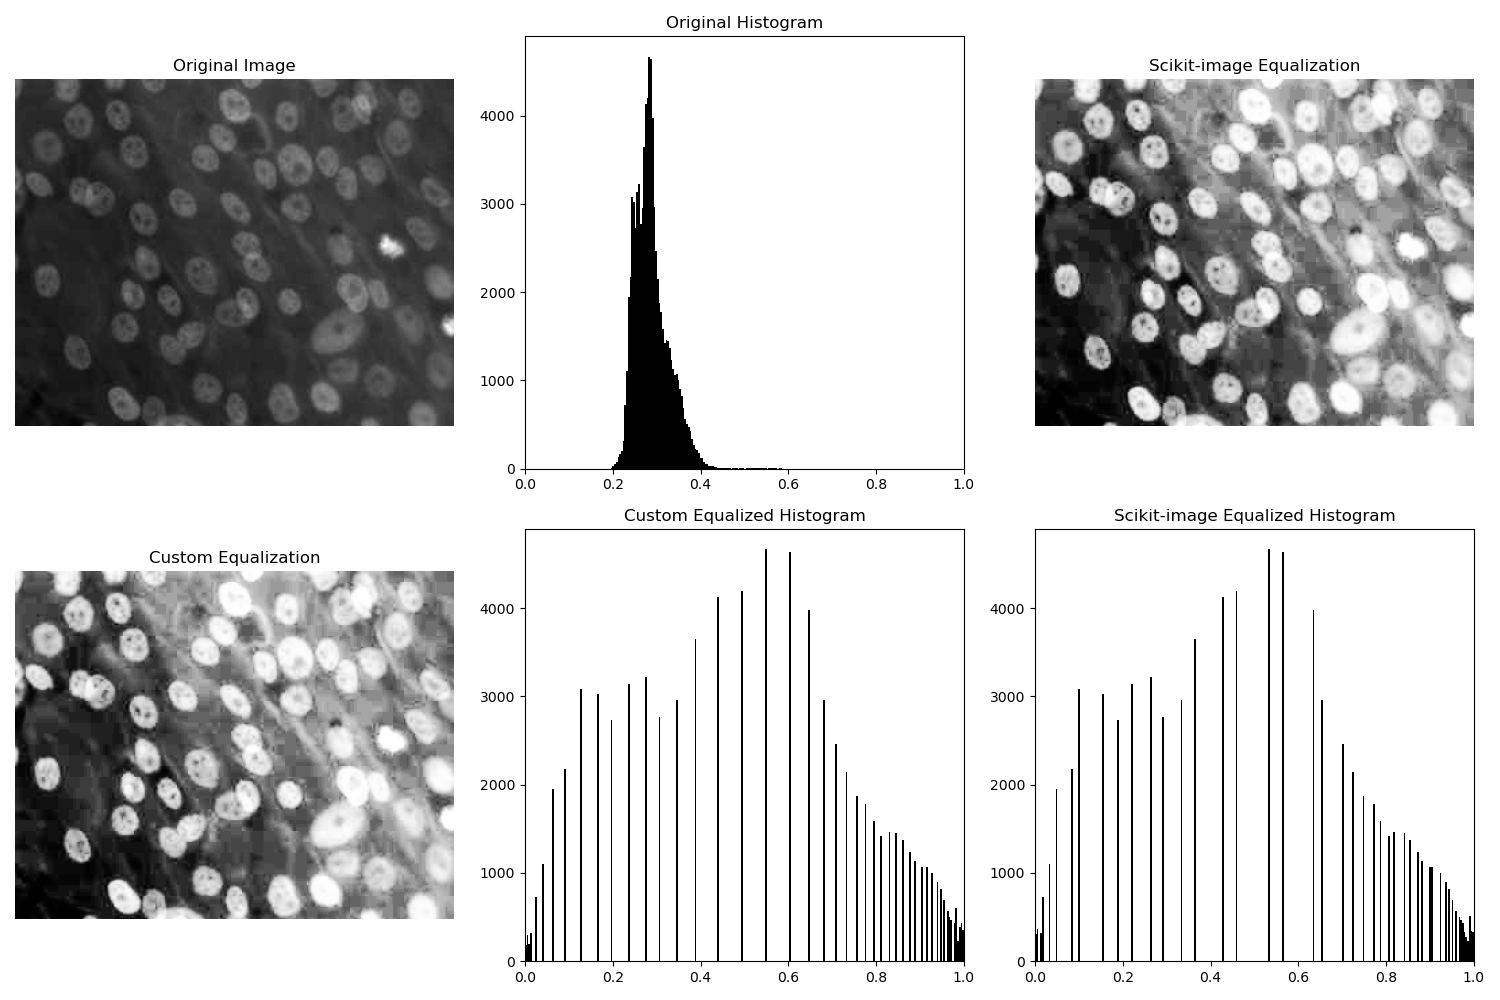 Original Image
Original Histogram
Scikit-image Equalization
4000
3000
2000
1000
0
0.0 0.2 0.4 0.6 0.8 1.0
Custom Equalization
Custom Equalized Histogram
Scikit-image Equalized Histogram
4000
3000
2000
1000
0
0.0 0.2 0.4 0.6 0.8 1.0
4000
3000
2000
1000
0
0.0 0.2 0.4 0.6 0.8 1.0